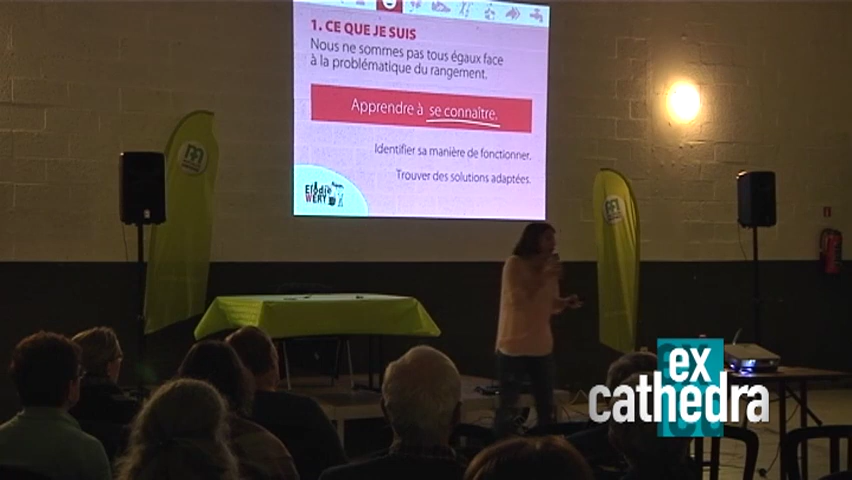 1. CE QUE JE SUIS
Nous ne sommes pas tous égaux face
à la problématique du rangement.
Apprendre à se connaître.
Identifier sa manière de fonctionner.
Trouver des solutions adaptées.
Elodie
WERY
ex
cathedra